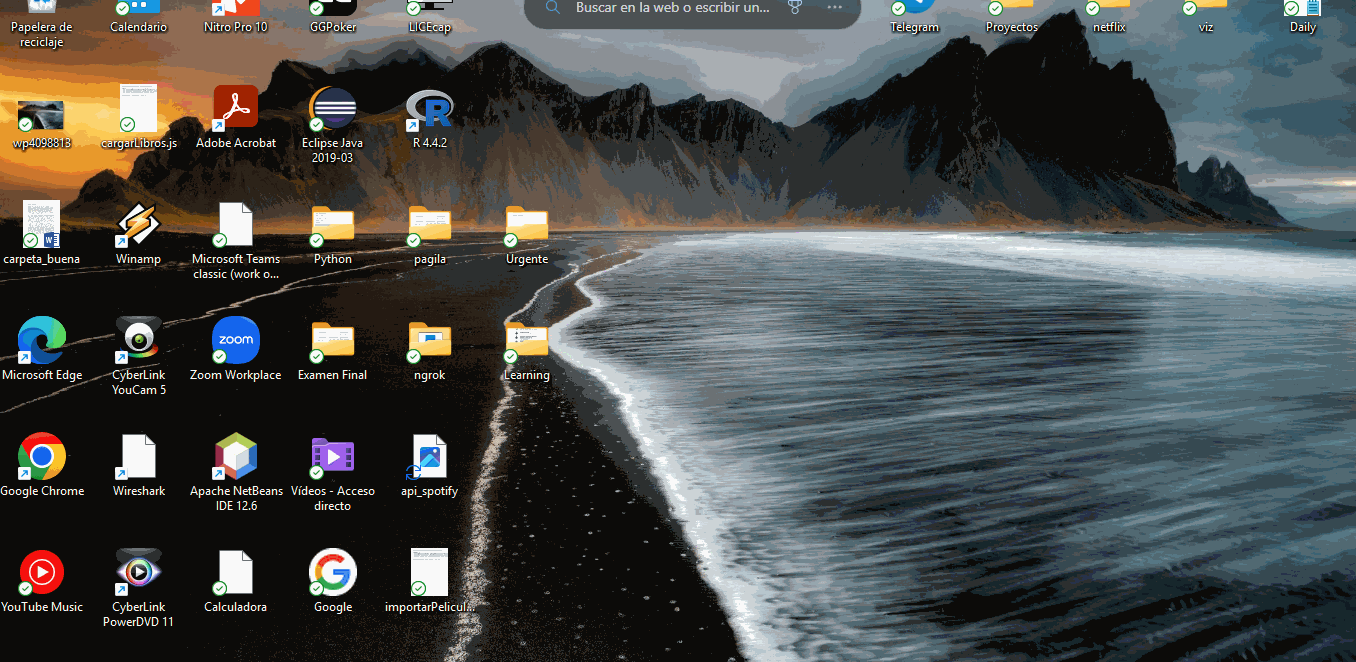 Buscar en la web o escribir un...
Papelera de
reciclaje
Calendario
Nitro Pro 10
GGPoker
LICEcap
Telegram
Proyectos
netflix
viz
Daily
wp4098813
cargarLibros.js
Adobe Acrobat
Eclipse Java
2019-03
R 4.4.2
carpeta_buena
Winamp
Microsoft Teams
classic (work o...
Python
pagila
Urgente
Microsoft Edge
CyberLink
YouCam 5
zoom
Zoom Workplace
Examen Final
ngrok
Learning
Google Chrome
Wireshark
Apache NetBeans
IDE 12.6
Vídeos - Acceso
directo
api_spotify
YouTube Music
CyberLink
PowerDVD 11
Calculadora
Google
importarPelicul...